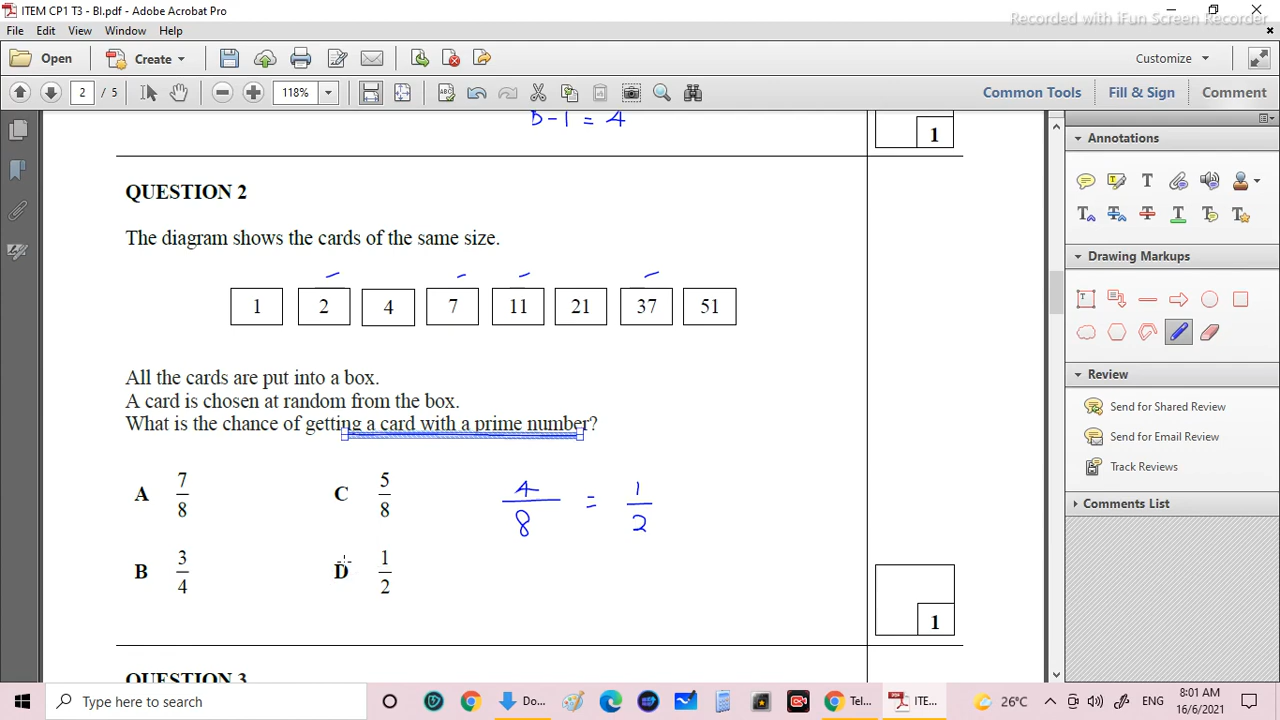 ITEM CP1 T3 - BI.pdf - Adobe Acrobat Pro
Recorded with iFun Screen Recorder
File Edit View Window Help
Open Create Customize
2 / 5 118% Common Tools Fill & Sign Comment
5-1 = 4
1
Annotations
QUESTION 2
The diagram shows the cards of the same size.
Drawing Markups
1 2 4 7 11 21 37 51
All the cards are put into a box.
A card is chosen at random from the box.
What is the chance of getting a card with a prime number?
Review
Send for Shared Review
Send for Email Review
Track Reviews
Comments List
A 7/8 C 5/8
4/8 = 1/2
B 3/4 D 1/2
1
QUESTION 3
Type here to search
Do...
Tel...
ITE...
26°C
ENG
8:01 AM
16/6/2021